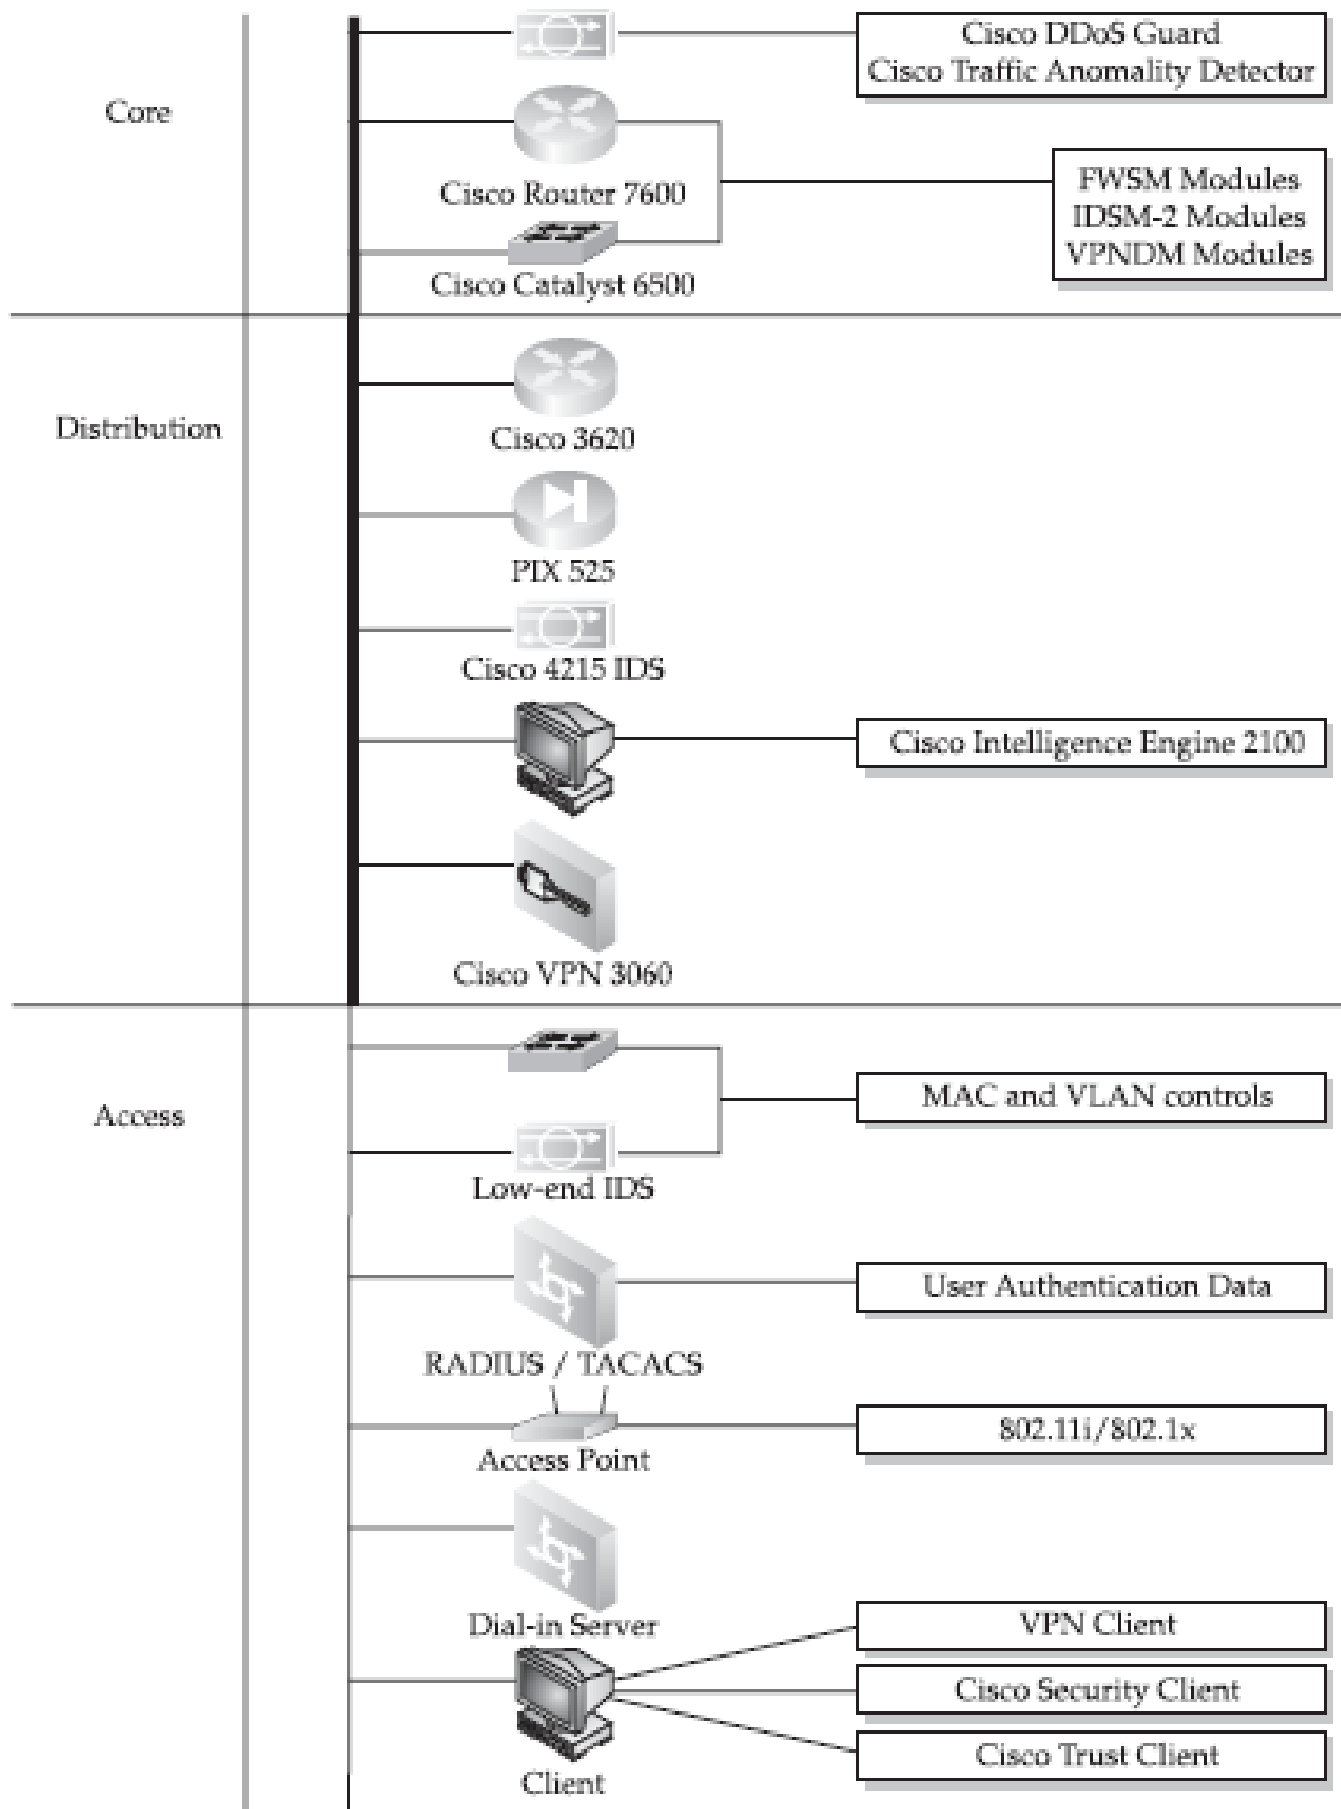 Cisco DDoS Guard
Cisco Traffic Anomality Detector
Core
Cisco Router 7600
FWSM Modules
IDSM-2 Modules
VPNDM Modules
Cisco Catalyst 6500
Distribution
Cisco 3620
PIX 525
Cisco 4215 IDS
Cisco Intelligence Engine 2100
Cisco VPN 3060
Access
MAC and VLAN controls
Low-end IDS
User Authentication Data
RADIUS / TACACS
802.11i/802.1x
Access Point
Dial-in Server
VPN Client
Cisco Security Client
Cisco Trust Client
Client